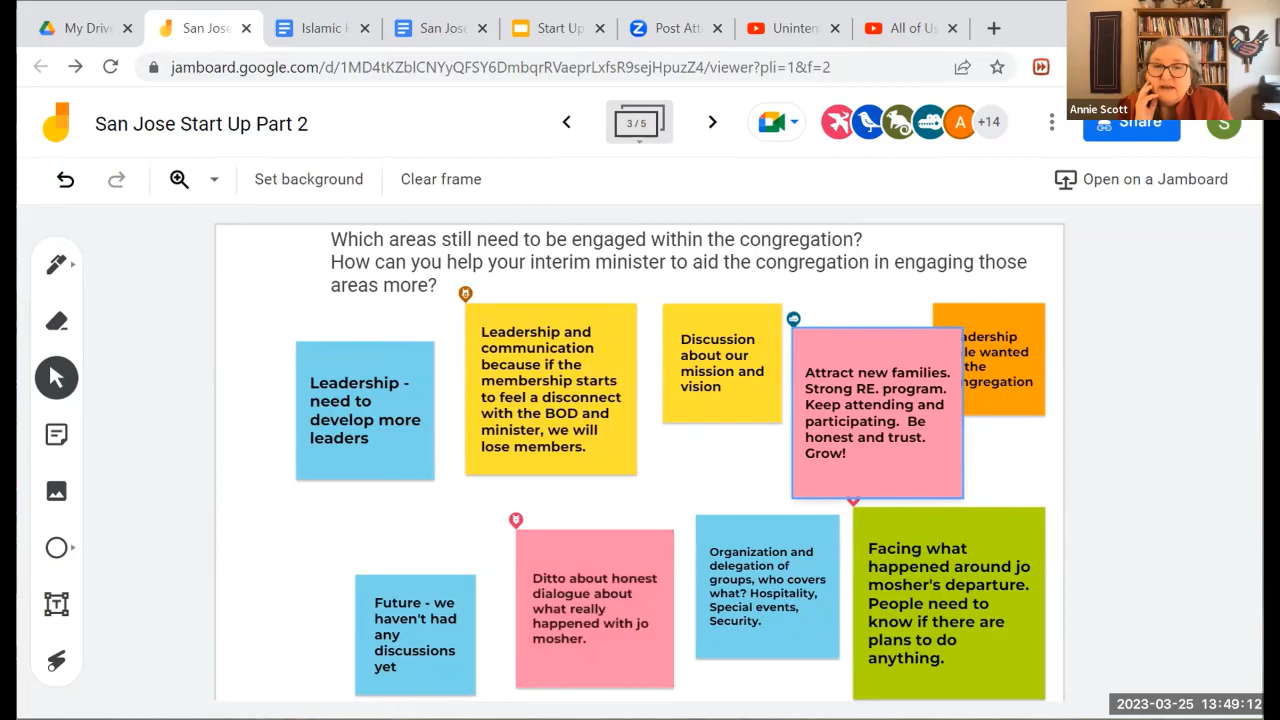 My Drive
San Jose
Islamic
San Jose
Start Up
Post Att
Uninten
All of Us
jamboard.google.com/d/1MD4tKZblCNYyQFSY6DmbqrRVaeprLxfsR9sejHpuzZ4/viewer?pli=1&f=2
Annie Scott
San Jose Start Up Part 2
3 / 5
A
+14
Share
S
Set background
Clear frame
Open on a Jamboard
Which areas still need to be engaged within the congregation?
How can you help your interim minister to aid the congregation in engaging those
areas more?
Leadership -
need to
develop more
leaders
Leadership and
communication
because if the
membership starts
to feel a disconnect
with the BOD and
minister, we will
lose members.
Discussion
about our
mission and
vision
Attract new families.
Strong RE. program.
Keep attending and
participating. Be
honest and trust.
Grow!
adership
le wanted
the
ngregation
Future - we
haven't had
any
discussions
yet
Ditto about honest
dialogue about
what really
happened with jo
mosher.
Organization and
delegation of
groups, who covers
what? Hospitality,
Special events,
Security.
Facing what
happened around jo
mosher's departure.
People need to
know if there are
plans to do
anything.
2023-03-25 13:49:12